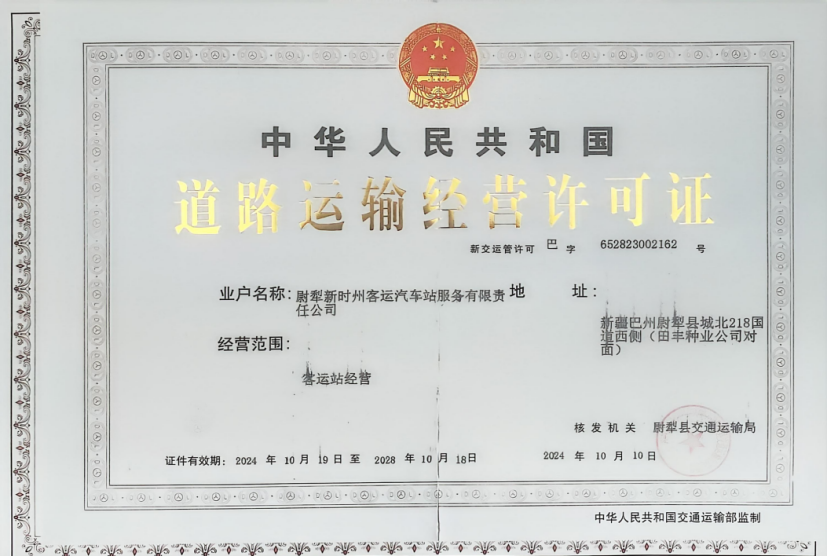 中华人民共和国
道路运输经营许可证
新交运管许可 巴 字 652823002162 号
业户名称：尉犁新时州客运汽车站服务有限责任公司
地 址：
新疆巴州尉犁县城北218国道西侧（田丰种业公司对面）
经营范围：
客运站经营
核发机关 尉犁县交通运输局
证件有效期：2024 年 10 月 19 日 至 2028 年 10 月 18 日
2024 年 10 月 10 日
中华人民共和国交通运输部监制